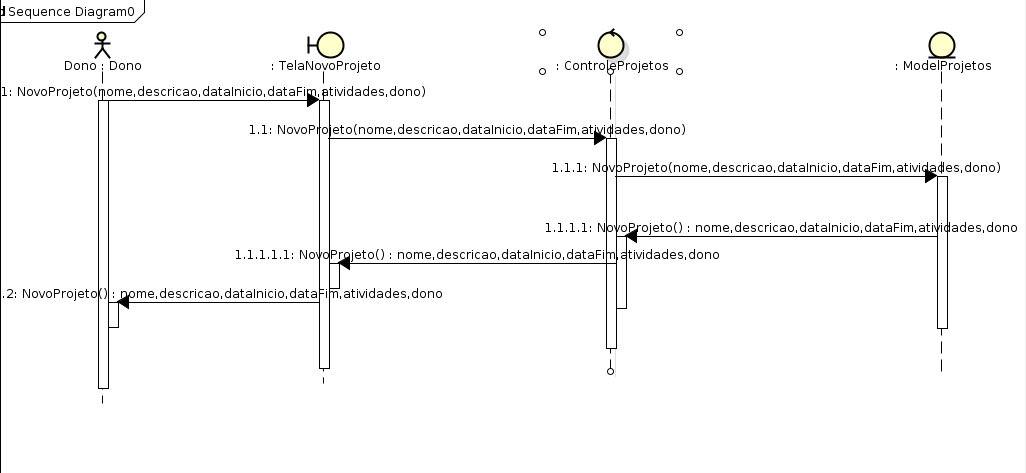 d Sequence Diagram0
Dono : Dono
: TelaNovoProjeto
: ControleProjetos
: ModelProjetos
1: NovoProjeto(nome,descricao,dataInicio,dataFim,atividades,dono)
1.1: NovoProjeto(nome,descricao,dataInicio,dataFim,atividades,dono)
1.1.1: NovoProjeto(nome,descricao,dataInicio,dataFim,atividades,dono)
1.1.1.1: NovoProjeto() : nome,descricao,dataInicio,dataFim,atividades,dono
1.1.1.1.1: NovoProjeto() : nome,descricao,dataInicio,dataFim,atividades,dono
.2: NovoProjeto() : nome,descricao,dataInicio,dataFim,atividades,dono